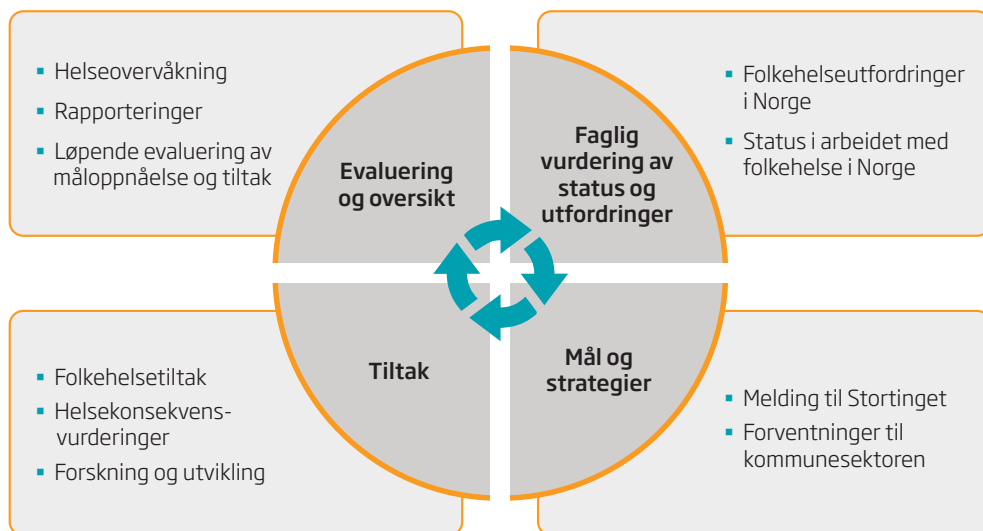 ▪ Helseovervåkning
▪ Rapporteringer
▪ Løpende evaluering av
måloppnåelse og tiltak
Evaluering
og oversikt
Faglig
vurdering av
status og
utfordringer
▪ Folkehelseutfordringer
i Norge
▪ Status i arbeidet med
folkehelse i Norge
▪ Folkehelsetiltak
▪ Helsekonsekvens-
vurderinger
▪ Forskning og utvikling
Tiltak
Mål og
strategier
▪ Melding til Stortinget
▪ Forventninger til
kommunesektoren